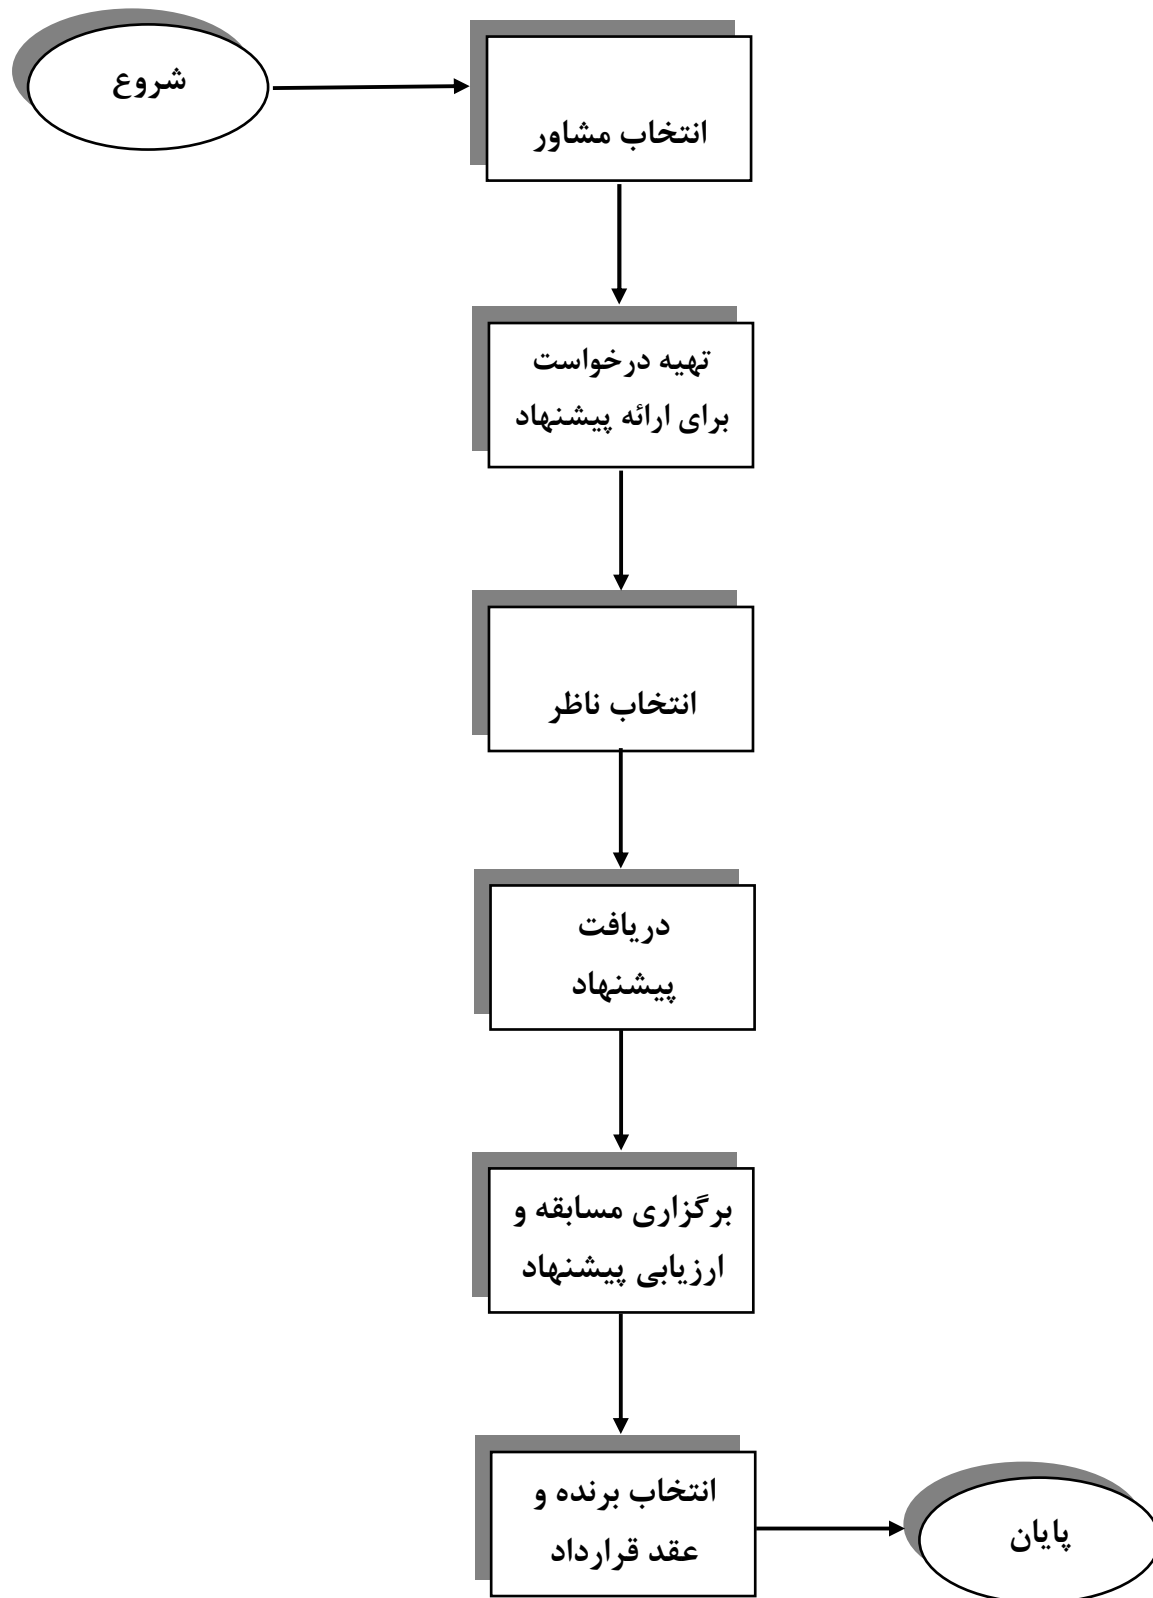 شروع
انتخاب مشاور
تهیه درخواست
برای ارائه پیشنهاد
انتخاب ناظر
دریافت
پیشنهاد
برگزاری مسابقه و
ارزیابی پیشنهاد
انتخاب برنده و
عقد قرارداد
پایان